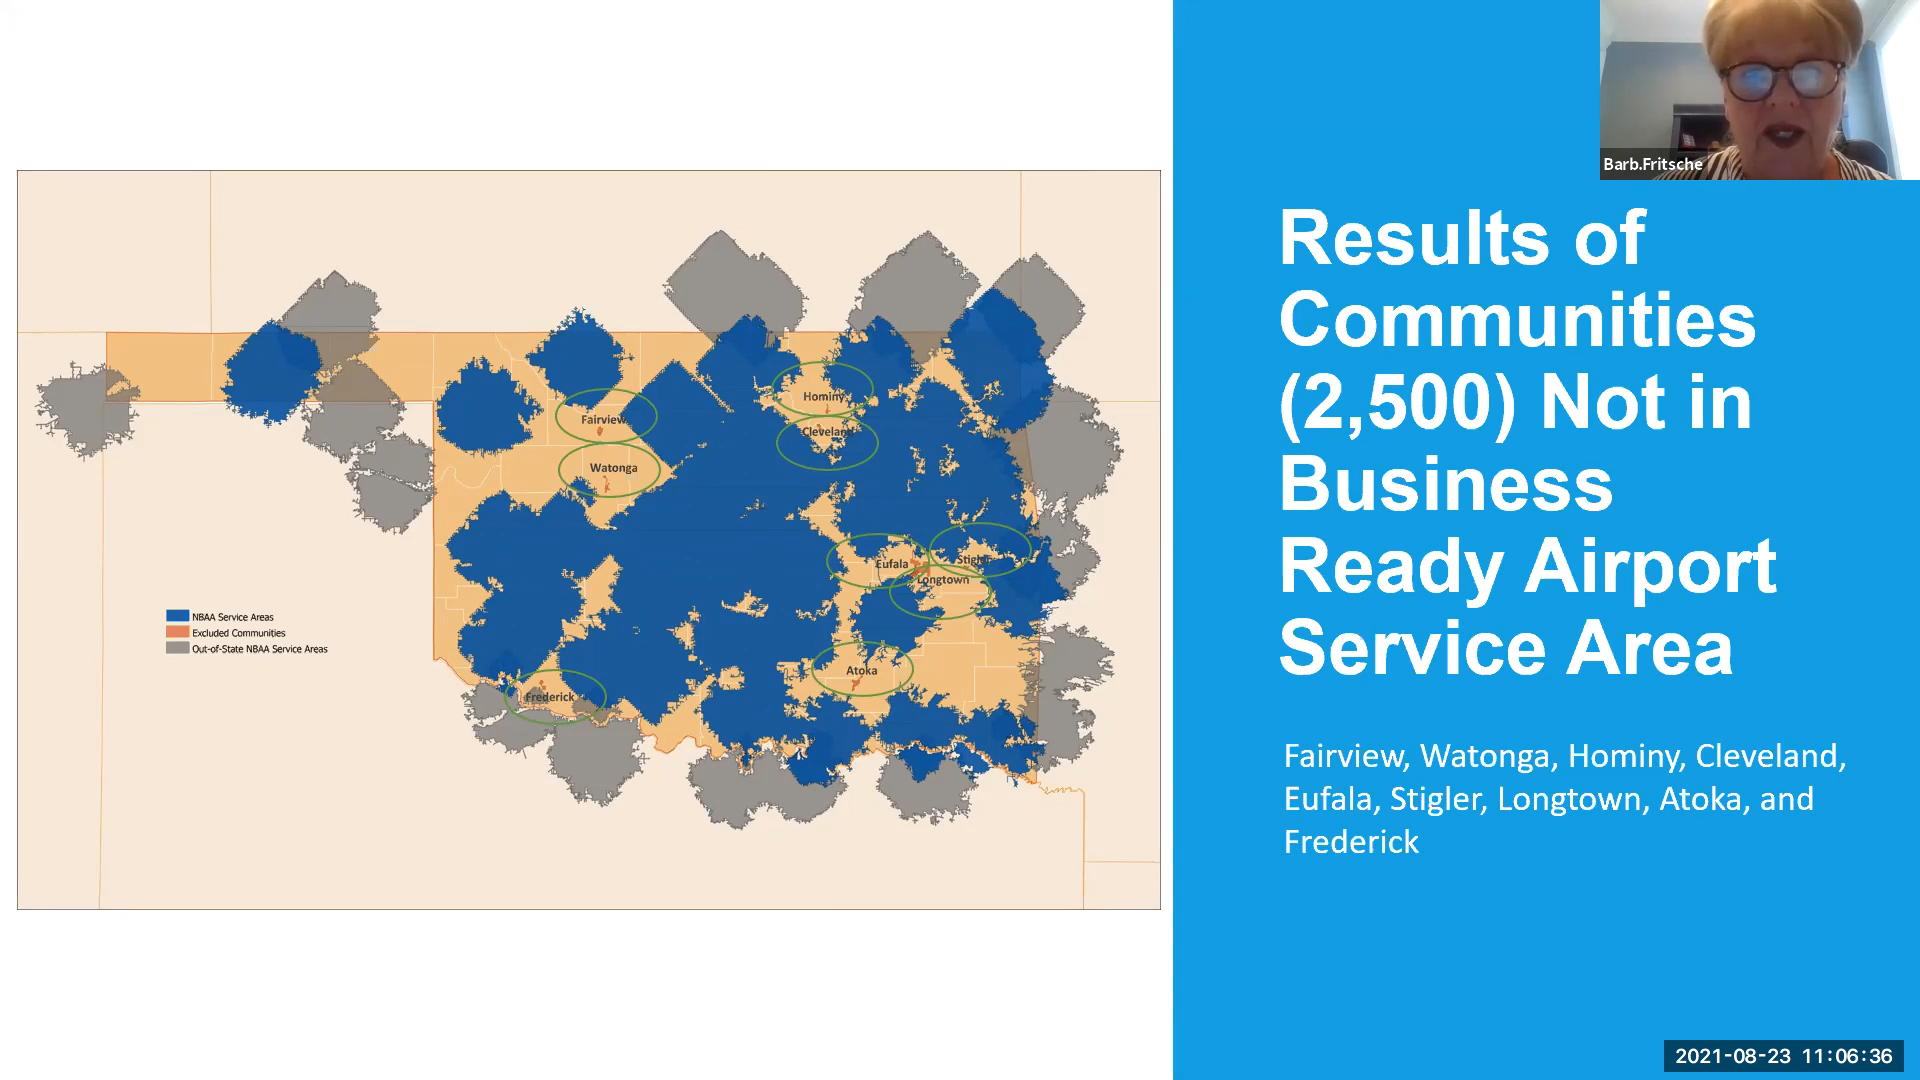 Barb.Fritsche
Results of
Communities
(2,500) Not in
Business
Ready Airport
Service Area
Fairview, Watonga, Hominy, Cleveland,
Eufala, Stigler, Longtown, Atoka, and
Frederick
Hominy
Cleveland
Fairview
Watonga
Eufala
Stigler
Longtown
Atoka
Frederick
NBAA Service Areas
Excluded Communities
Out-of-State NBAA Service Areas
2021-08-23 11:06:36